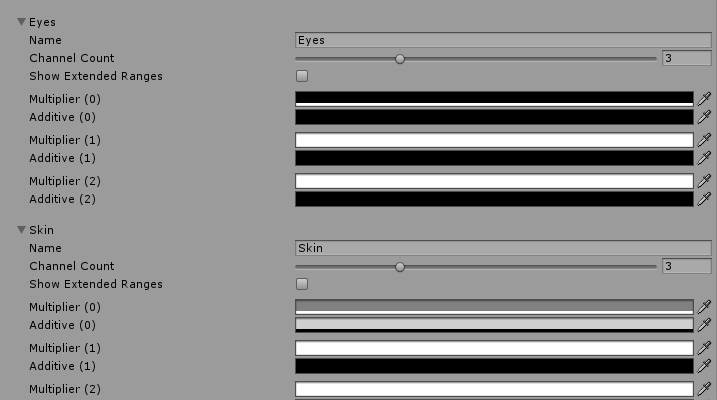 Eyes
Name Eyes
Channel Count 3
Show Extended Ranges
Multiplier (0)
Additive (0)
Multiplier (1)
Additive (1)
Multiplier (2)
Additive (2)
Skin
Name Skin
Channel Count 3
Show Extended Ranges
Multiplier (0)
Additive (0)
Multiplier (1)
Additive (1)
Multiplier (2)